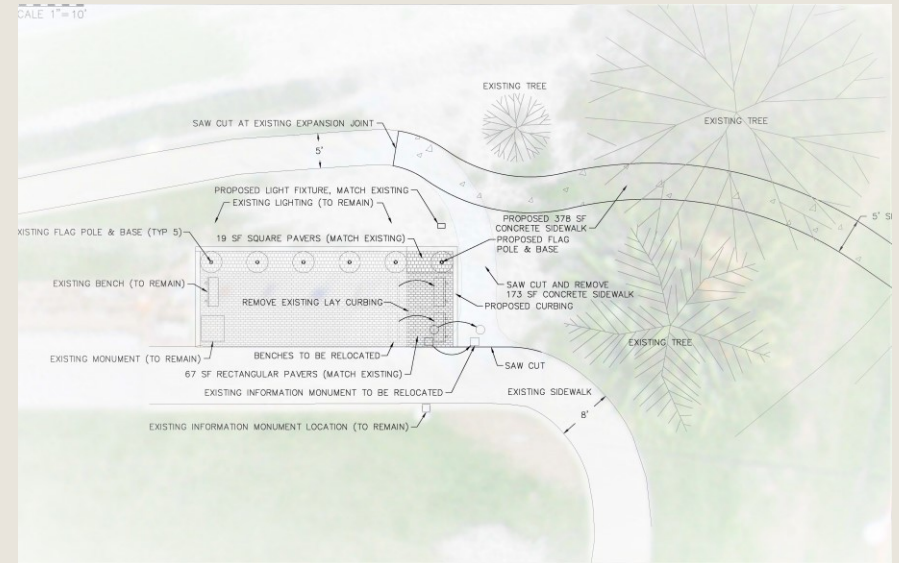 CALE 1"=10'
EXISTING TREE
EXISTING TREE
SAW CUT AT EXISTING EXPANSION JOINT
5'
PROPOSED LIGHT FIXTURE, MATCH EXISTING
EXISTING LIGHTING (TO REMAIN)
PROPOSED 378 SF
CONCRETE SIDEWALK
5' S
XISTING FLAG POLE & BASE (TYP 5)
19 SF SQUARE PAVERS (MATCH EXISTING)
PROPOSED FLAG
POLE & BASE
EXISTING BENCH (TO REMAIN)
SAW CUT AND REMOVE
173 SF CONCRETE SIDEWALK
REMOVE EXISTING LAY CURBING
PROPOSED CURBING
EXISTING TREE
EXISTING MONUMENT (TO REMAIN)
BENCHES TO BE RELOCATED
SAW CUT
67 SF RECTANGULAR PAVERS (MATCH EXISTING)
EXISTING INFORMATION MONUMENT TO BE RELOCATED
EXISTING SIDEWALK
8'
EXISTING INFORMATION MONUMENT LOCATION (TO REMAIN)